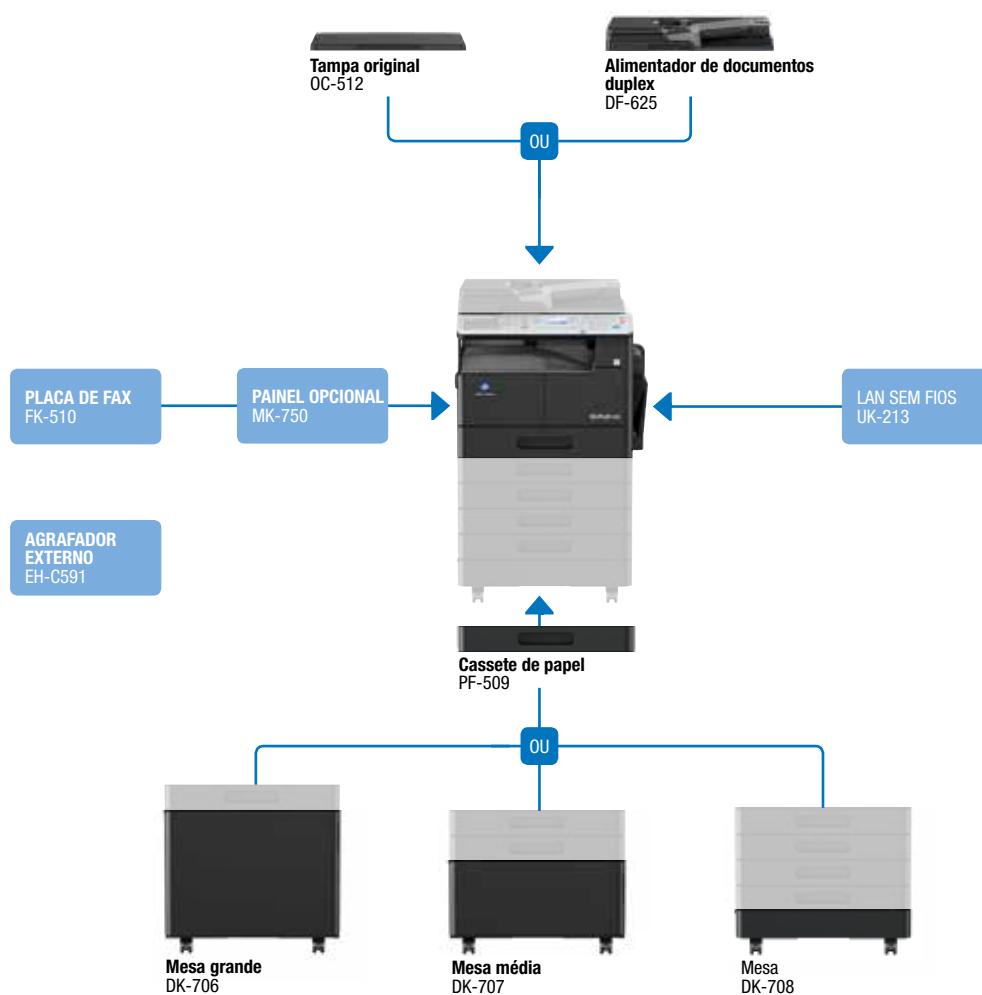 Tampa original
OC-512
Alimentador de documentos
duplex
DF-625
OU
PLACA DE FAX
FK-510
PAINEL OPCIONAL
MK-750
LAN SEM FIOS
UK-213
AGRAFADOR
EXTERNO
EH-C591
Cassete de papel
PF-509
OU
Mesa grande
DK-706
Mesa média
DK-707
Mesa
DK-708